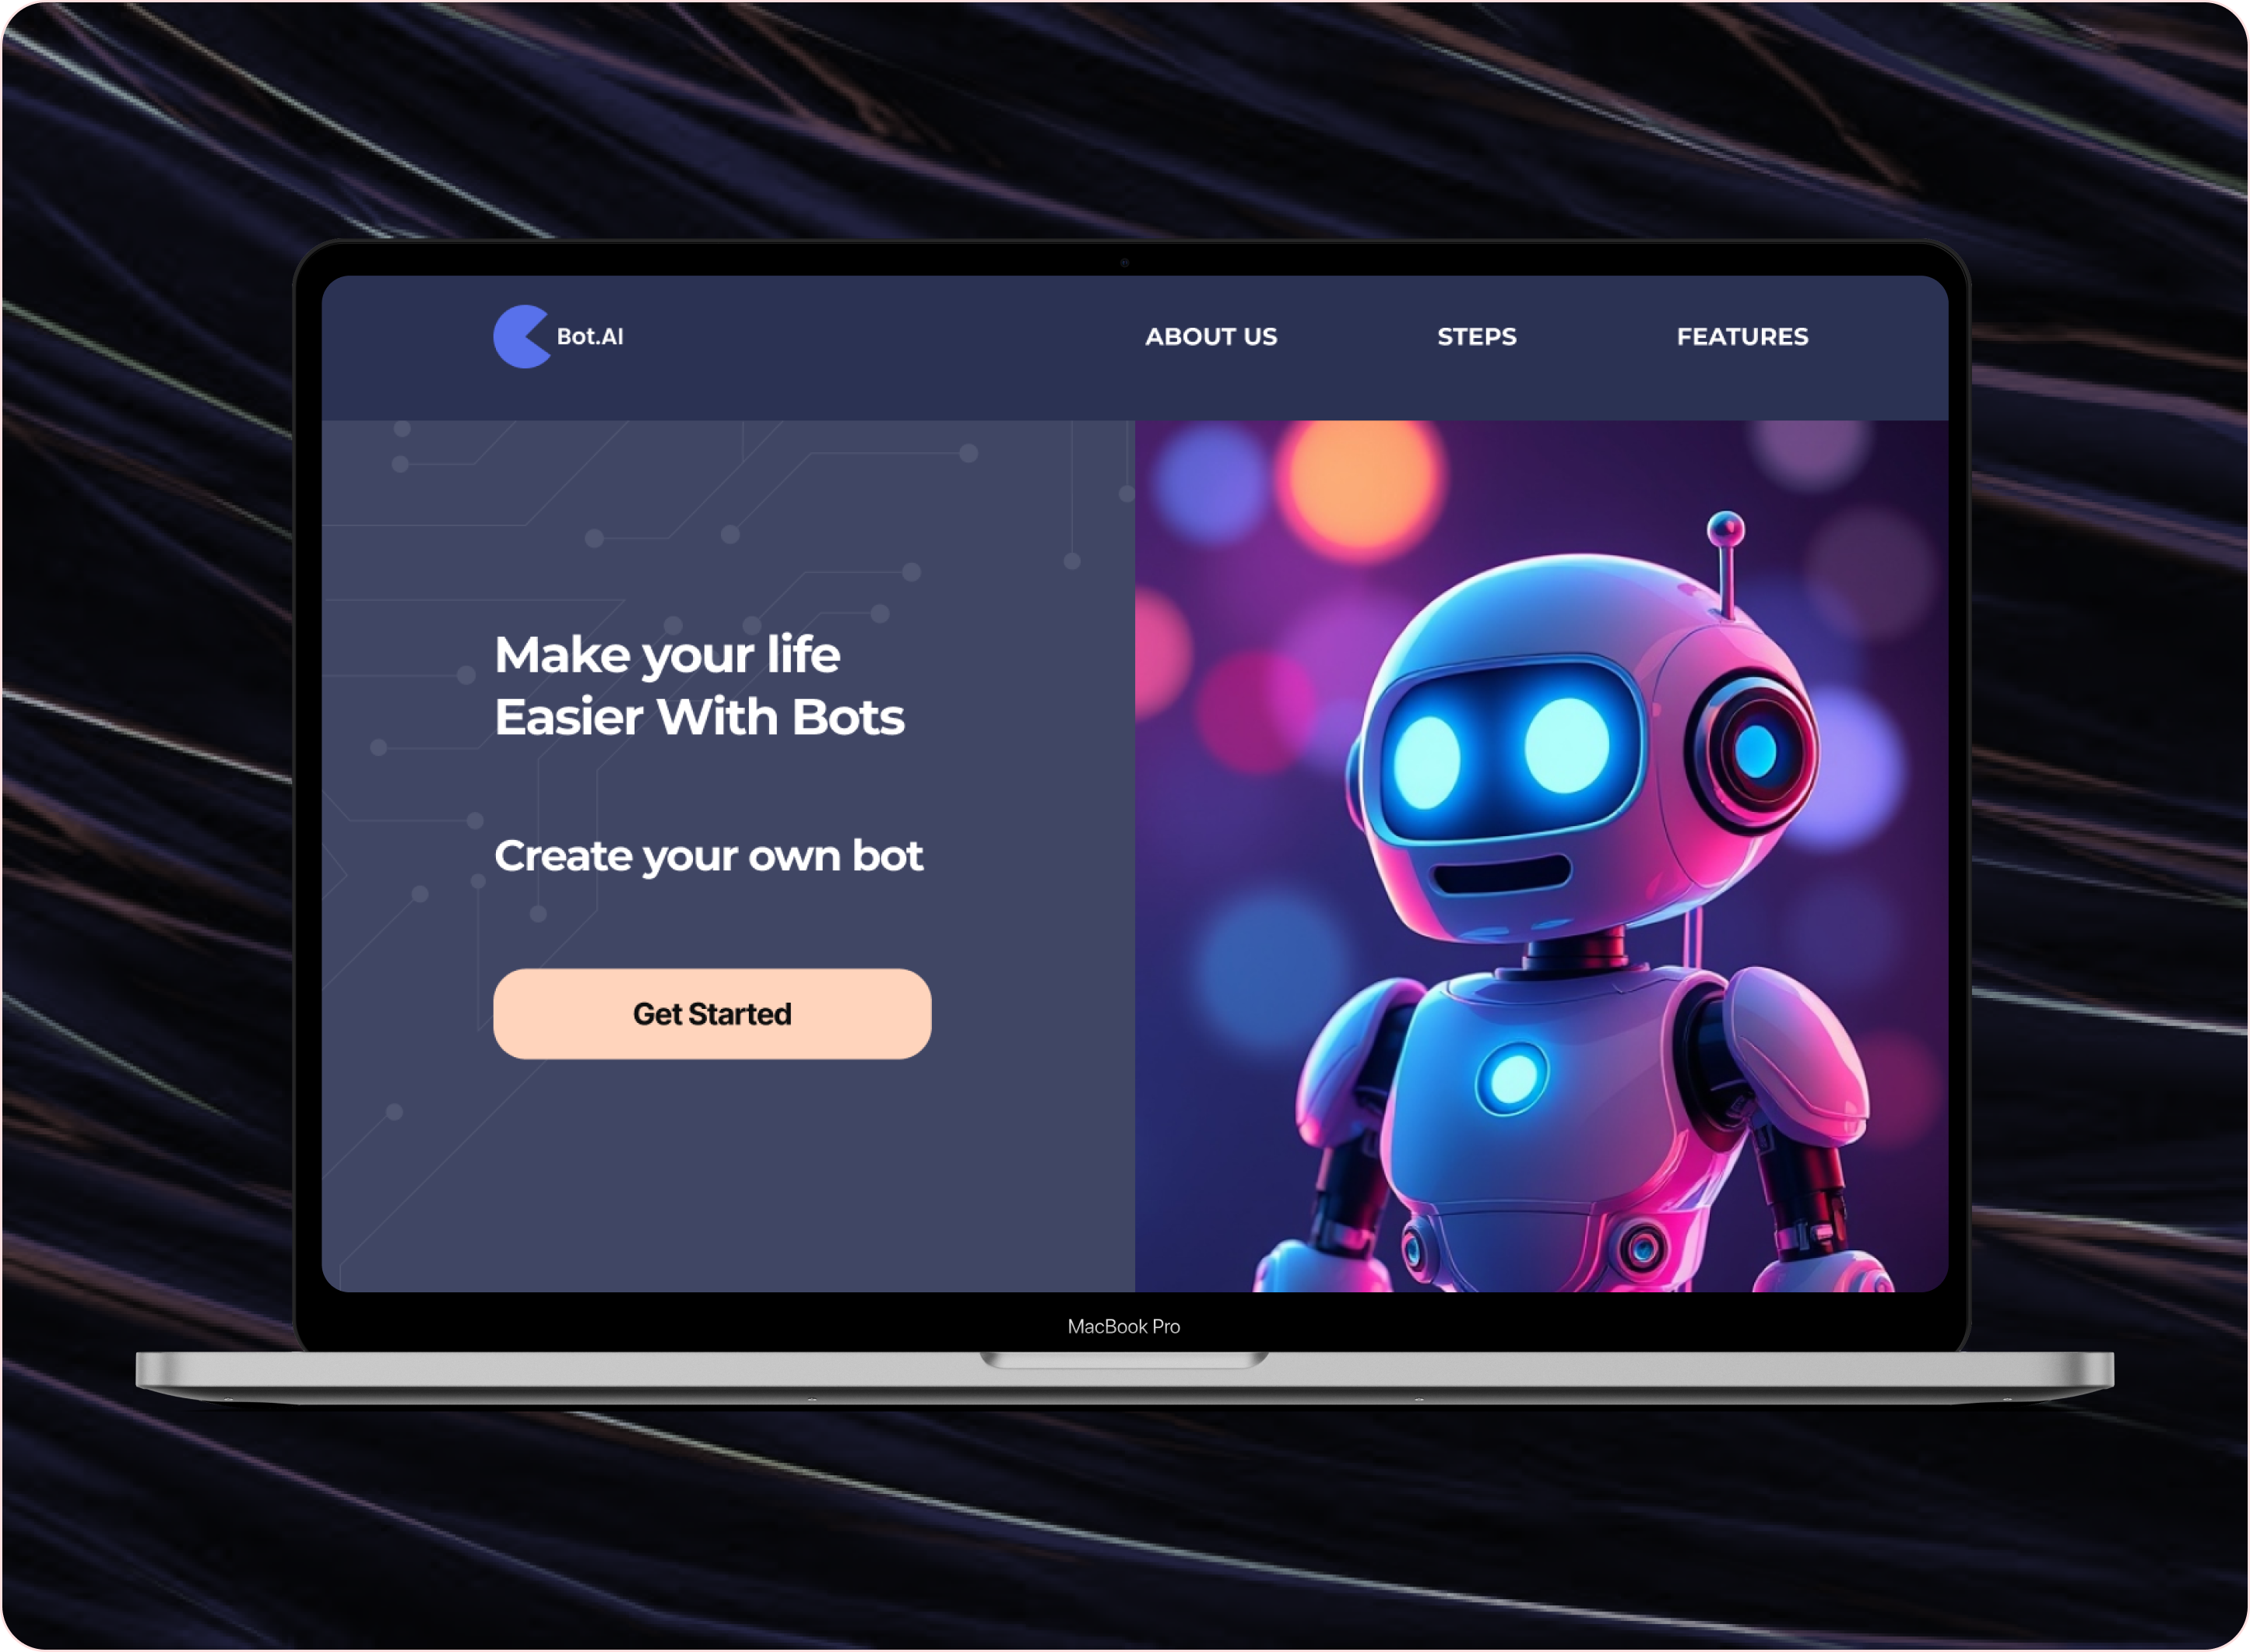 Bot.AI
ABOUT US
STEPS
FEATURES
Make your life
Easier With Bots
Create your own bot
Get Started
MacBook Pro